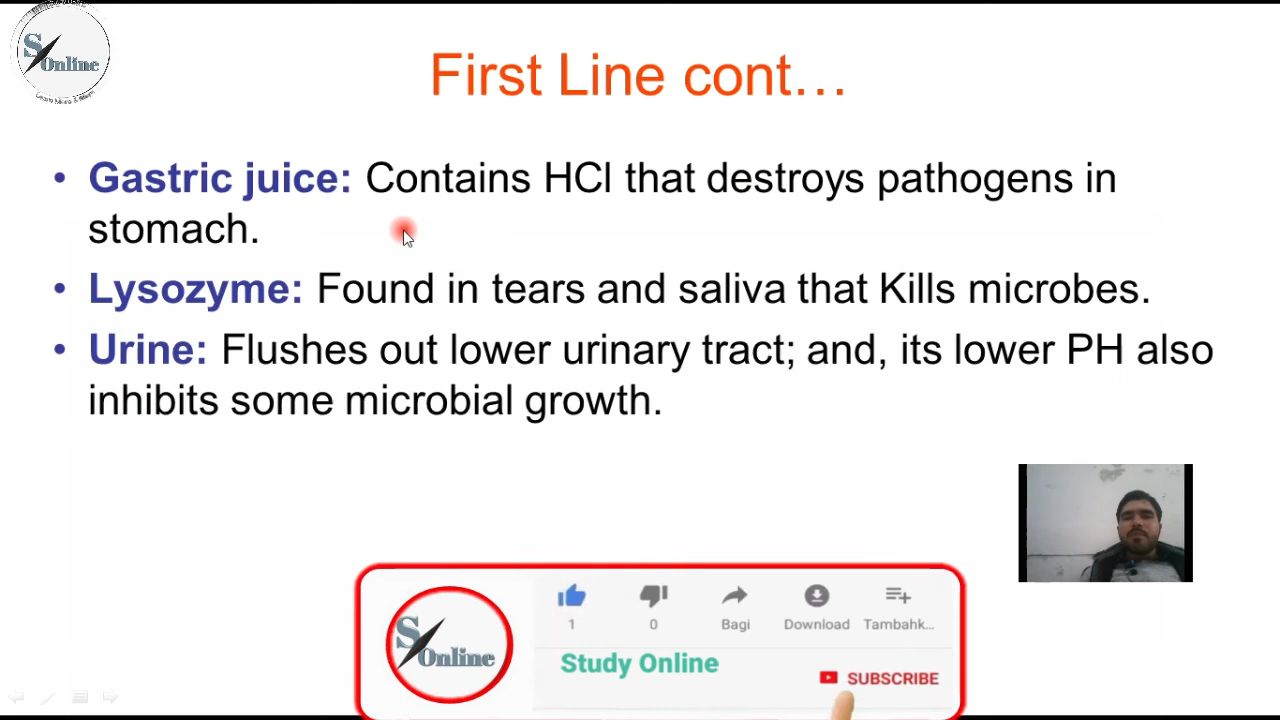 S Online
First Line cont…
• Gastric juice: Contains HCl that destroys pathogens in
stomach.
• Lysozyme: Found in tears and saliva that Kills microbes.
• Urine: Flushes out lower urinary tract; and, its lower PH also
inhibits some microbial growth.
S Online
1 0 Bagi Download Tambahk...
Study Online
SUBSCRIBE